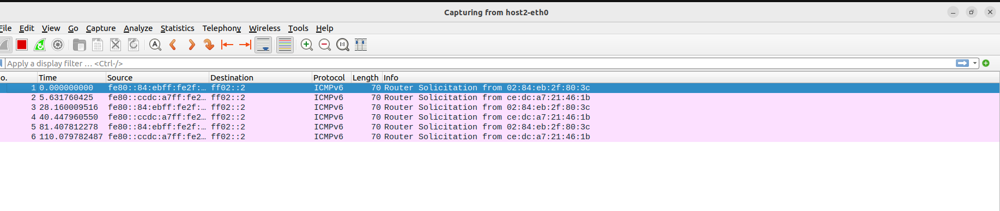 Capturing from host2-eth0
File Edit View Go Capture Analyze Statistics Telephony Wireless Tools Help
Apply a display filter … <Ctrl-/>
o. Time Source Destination Protocol Length Info
1 0.000000000 fe80::84:ebff:fe2f:… ff02::2 ICMPv6 70 Router Solicitation from 02:84:eb:2f:80:3c
2 5.631760425 fe80::ccdc:a7ff:fe2… ff02::2 ICMPv6 70 Router Solicitation from ce:dc:a7:21:46:1b
3 28.160009516 fe80::84:ebff:fe2f:… ff02::2 ICMPv6 70 Router Solicitation from 02:84:eb:2f:80:3c
4 40.447960550 fe80::ccdc:a7ff:fe2… ff02::2 ICMPv6 70 Router Solicitation from ce:dc:a7:21:46:1b
5 81.407812278 fe80::84:ebff:fe2f:… ff02::2 ICMPv6 70 Router Solicitation from 02:84:eb:2f:80:3c
6 110.079782487 fe80::ccdc:a7ff:fe2… ff02::2 ICMPv6 70 Router Solicitation from ce:dc:a7:21:46:1b